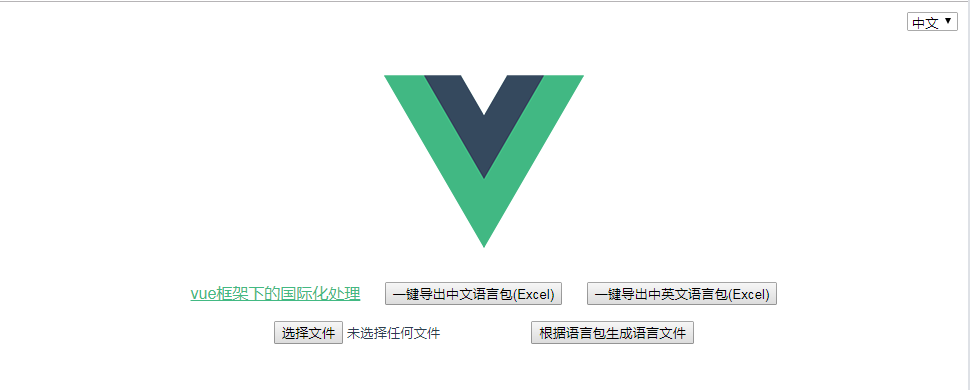 中文
vue框架下的国际化处理 一键导出中文语言包(Excel) 一键导出中英文语言包(Excel)
选择文件 未选择任何文件 根据语言包生成语言文件